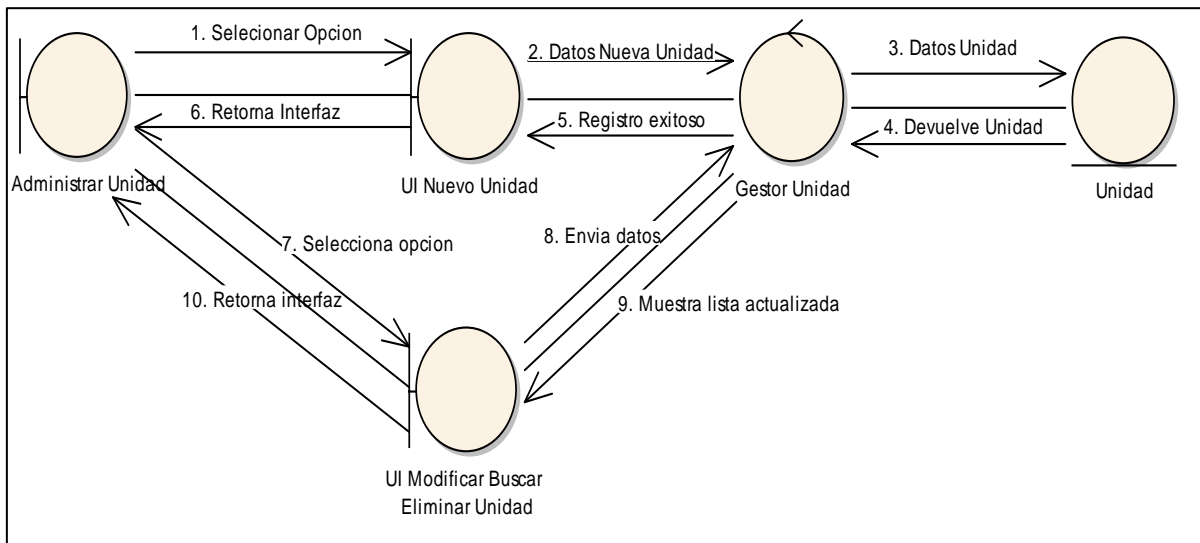 1. Selecionar Opcion
2. Datos Nueva Unidad
3. Datos Unidad
6. Retorna Interfaz
5. Registro exitoso
4. Devuelve Unidad
Administrar Unidad
UI Nuevo Unidad
Gestor Unidad
Unidad
7. Selecciona opcion
8. Envia datos
10. Retorna interfaz
9. Muestra lista actualizada
UI Modificar Buscar
Eliminar Unidad